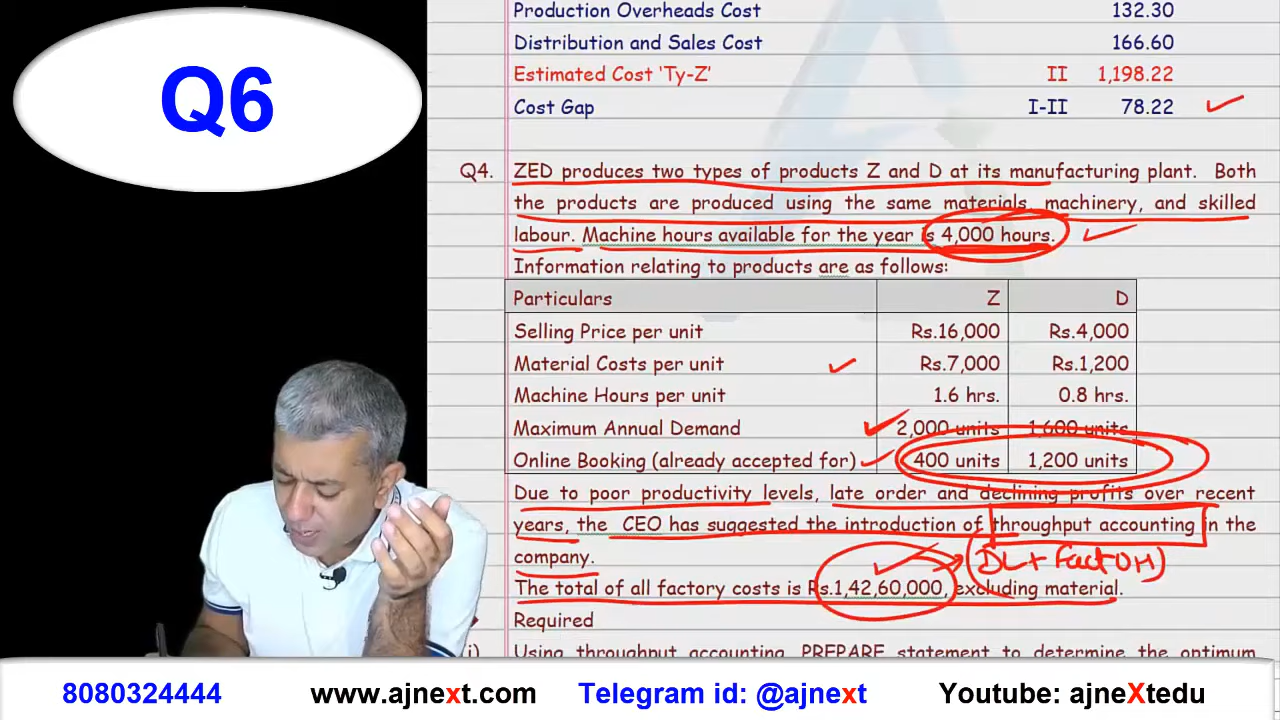 Q6
Production Overheads Cost 132.30
Distribution and Sales Cost 166.60
Estimated Cost ‘Ty-Z’ II 1,198.22
Cost Gap I-II 78.22
Q4. ZED produces two types of products Z and D at its manufacturing plant. Both
the products are produced using the same materials, machinery, and skilled
labour. Machine hours available for the year is 4,000 hours.
Information relating to products are as follows:
Particulars Z D
Selling Price per unit Rs.16,000 Rs.4,000
Material Costs per unit Rs.7,000 Rs.1,200
Machine Hours per unit 1.6 hrs. 0.8 hrs.
Maximum Annual Demand 2,000 units 1,600 units
Online Booking (already accepted for) 400 units 1,200 units
Due to poor productivity levels, late order and declining profits over recent
years, the CEO has suggested the introduction of throughput accounting in the
company.
(DL + Fact OH)
The total of all factory costs is Rs.1,42,60,000, excluding material.
Required
i) Using throughput accounting PREPARE statement to determine the optimum
8080324444 www.ajnext.com Telegram id: @ajnext Youtube: ajneXtedu